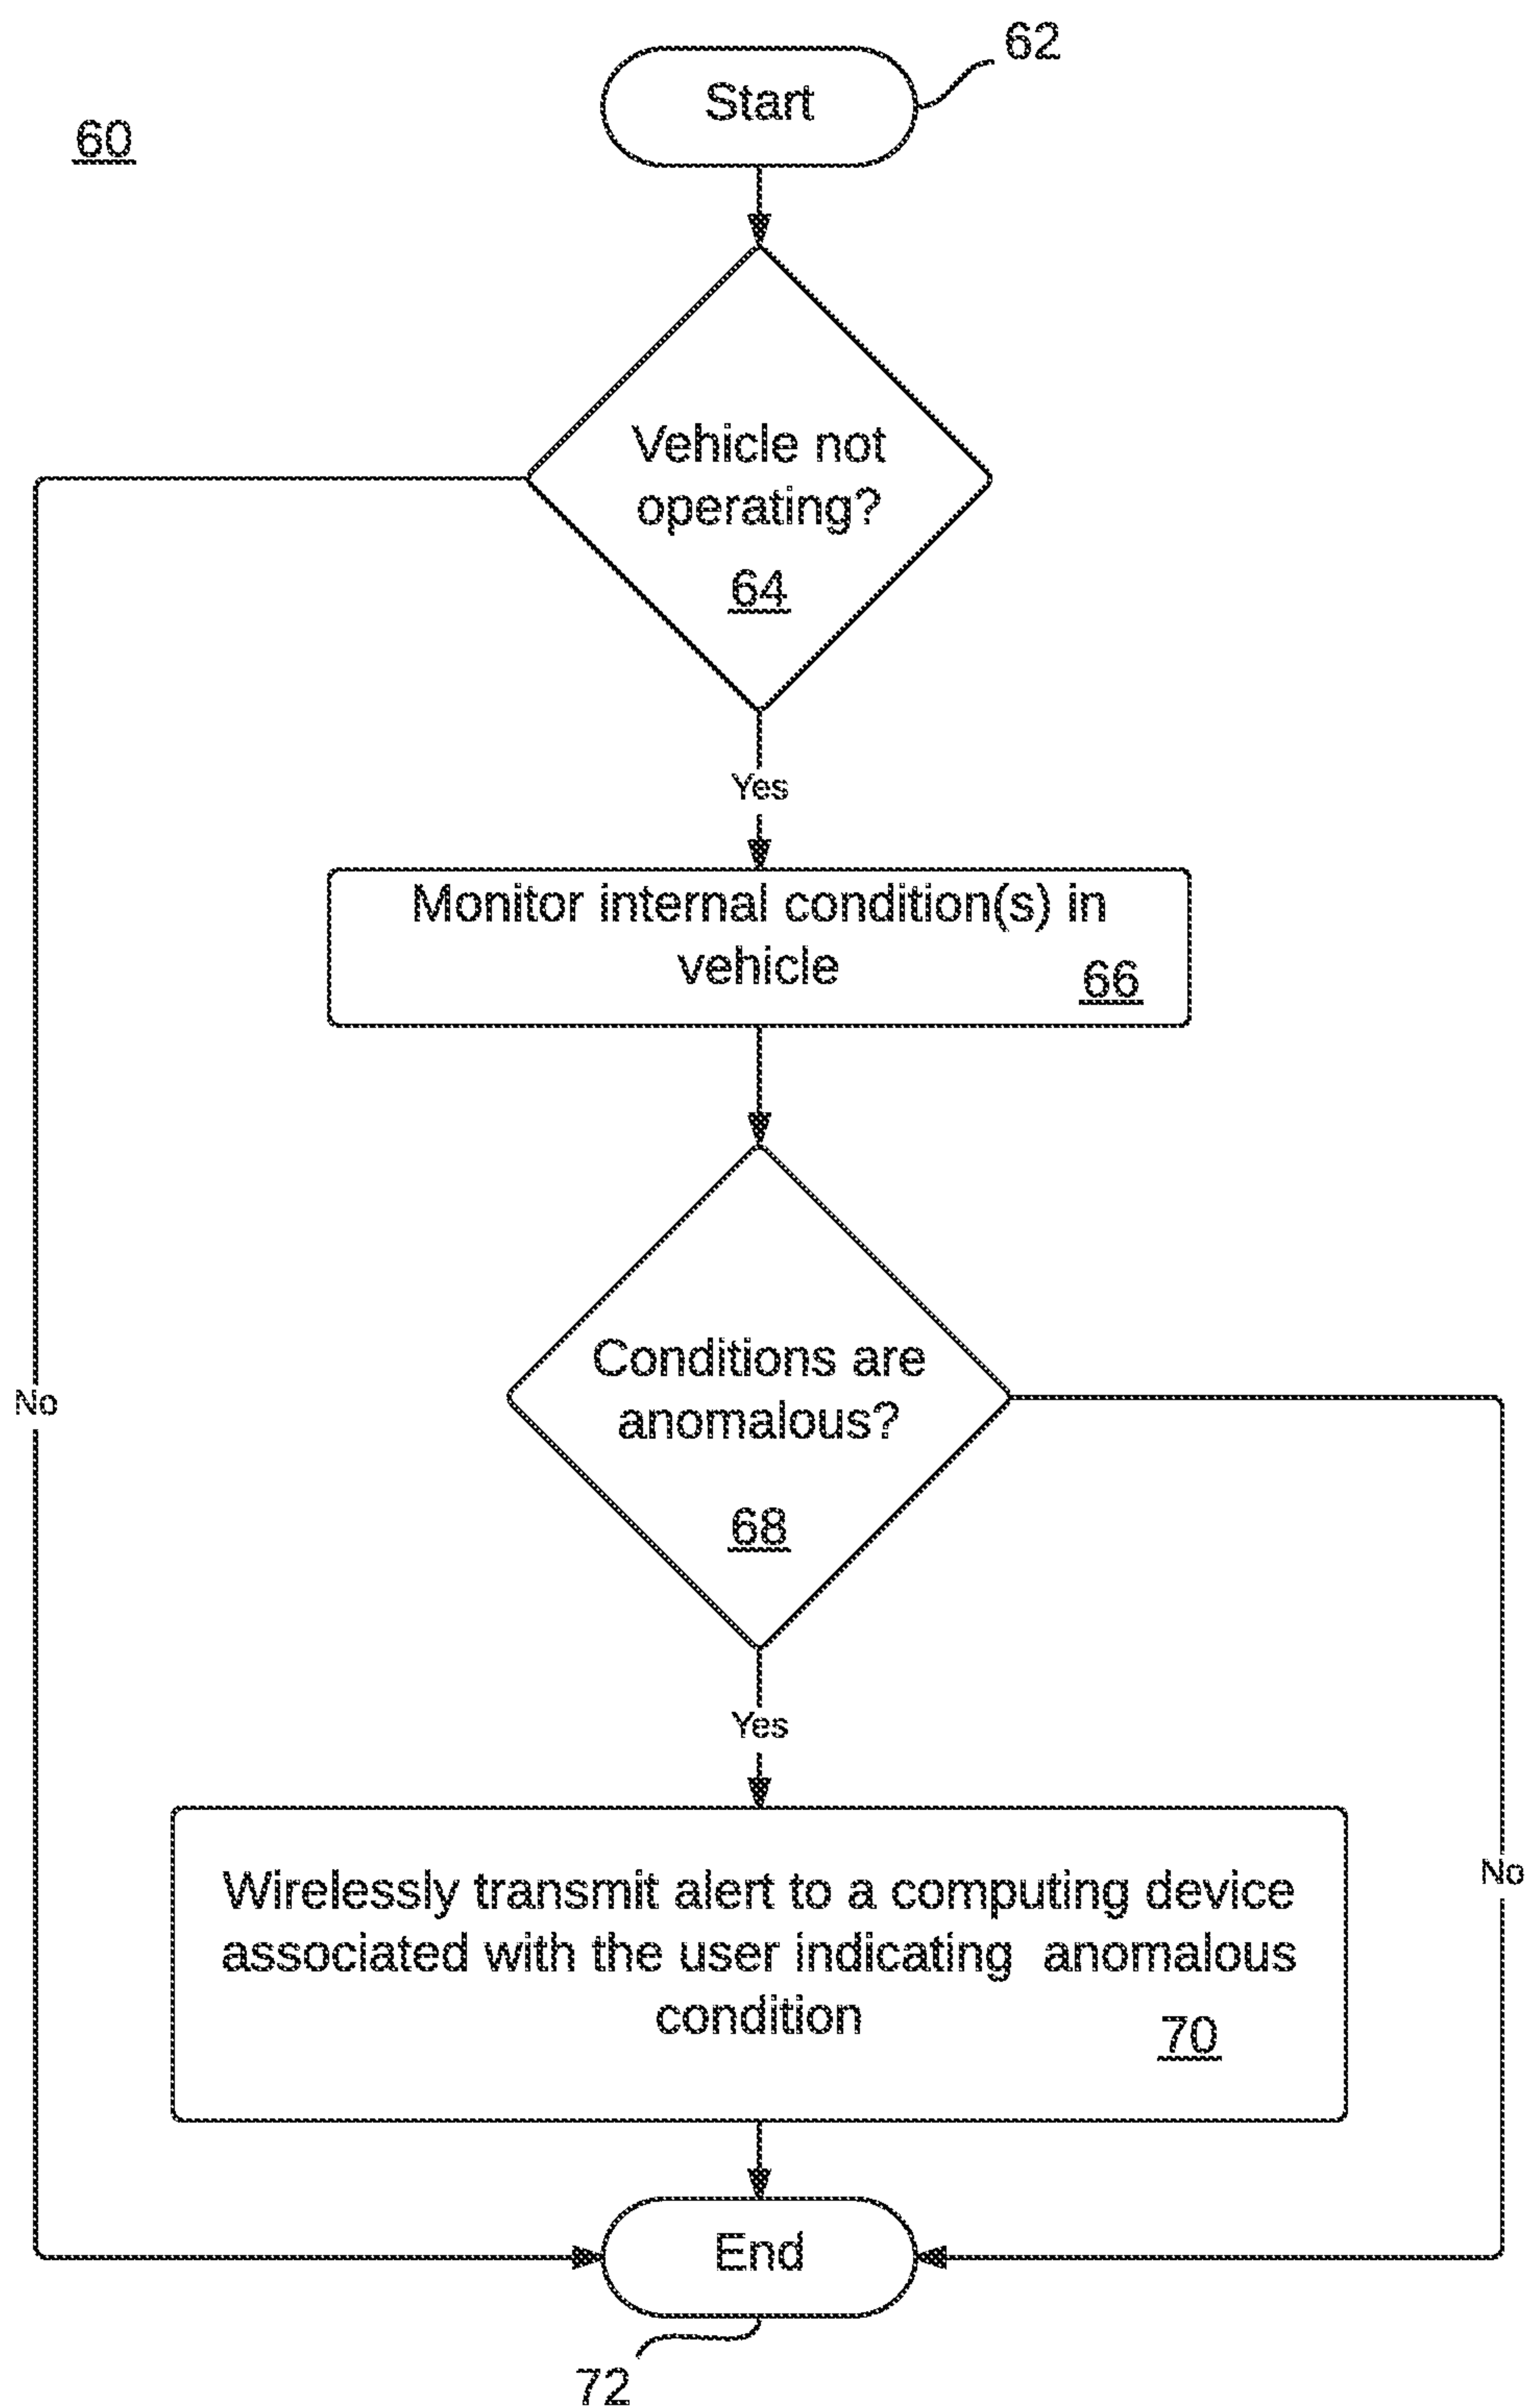 62
Start
60
Vehicle not
operating?
64
Yes
Monitor internal condition(s) in
vehicle
66
Conditions are
anomalous?
68
No
Yes
Wirelessly transmit alert to a computing device
associated with the user indicating anomalous
condition
70
No
End
72